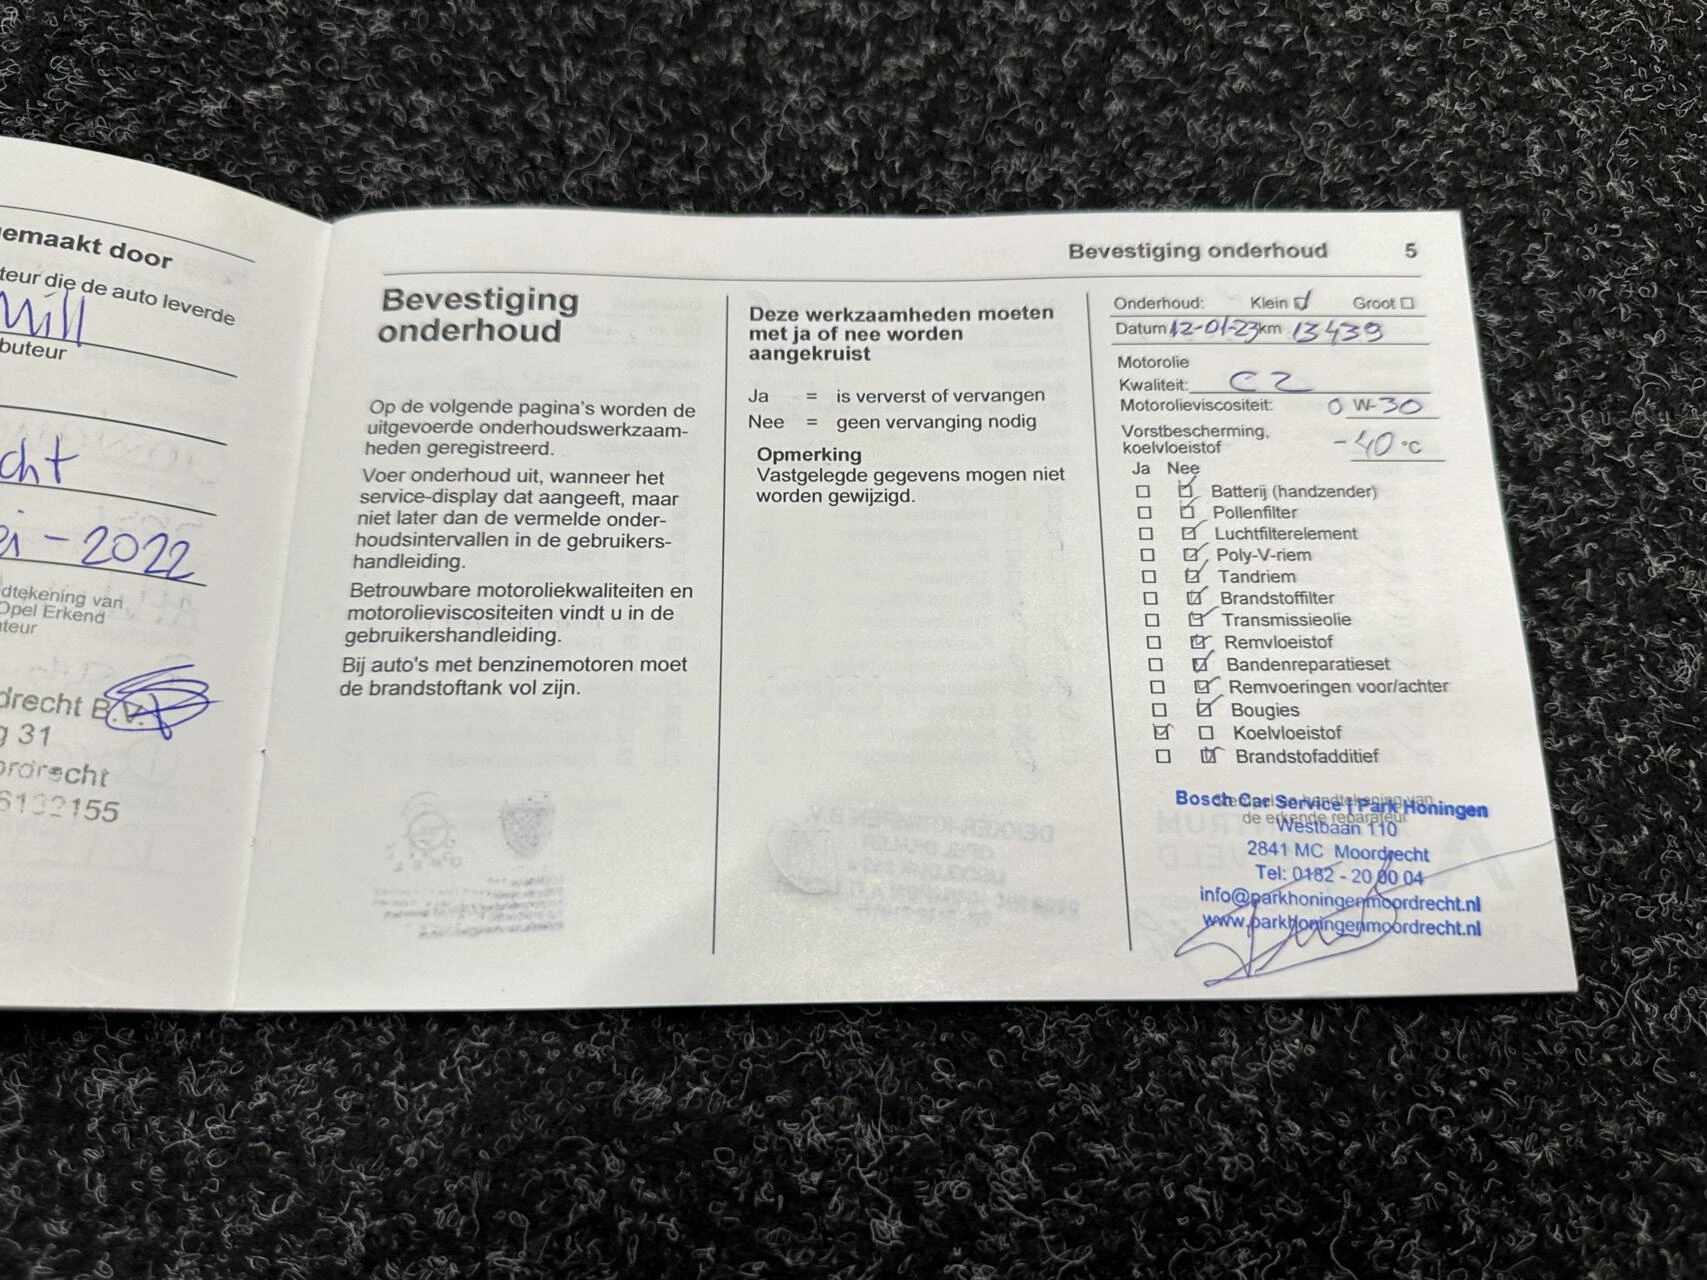 emaakt door
teur die de auto leverde
buteur
cht
ei - 2022
dtekening van
Opel Erkend
teur
drecht B.V.
g 31
ordrecht
6132155
Bevestiging onderhoud 5
Bevestiging
onderhoud
Op de volgende pagina's worden de
uitgevoerde onderhoudswerkzaam-
heden geregistreerd.
Voer onderhoud uit, wanneer het
service-display dat aangeeft, maar
niet later dan de vermelde onder-
houdsintervallen in de gebruikers-
handleiding.
Betrouwbare motoroliekwaliteiten en
motorolieviscositeiten vindt u in de
gebruikershandleiding.
Bij auto's met benzinemotoren moet
de brandstoftank vol zijn.
Deze werkzaamheden moeten
met ja of nee worden
aangekruist
Ja = is ververst of vervangen
Nee = geen vervanging nodig
Opmerking
Vastgelegde gegevens mogen niet
worden gewijzigd.
Onderhoud: Klein Groot
Datum 12-01-23 km 13439
Motorolie
Kwaliteit: C2
Motorolieviscositeit: 0 W-30
Vorstbescherming,
koelvloeistof -40 °C
Ja Nee
Batterij (handzender)
Pollenfilter
Luchtfilterelement
Poly-V-riem
Tandriem
Brandstoffilter
Transmissieolie
Remvloeistof
Bandenreparatieset
Remvoeringen voor/achter
Bougies
Koelvloeistof
Brandstofadditief
Bosch Car Service | Park Honingen
de erkende reparateur
Westbaan 110
2841 MC Moordrecht
Tel: 0182 - 20 00 04
info@parkhoningenmoordrecht.nl
www.parkhoningenmoordrecht.nl